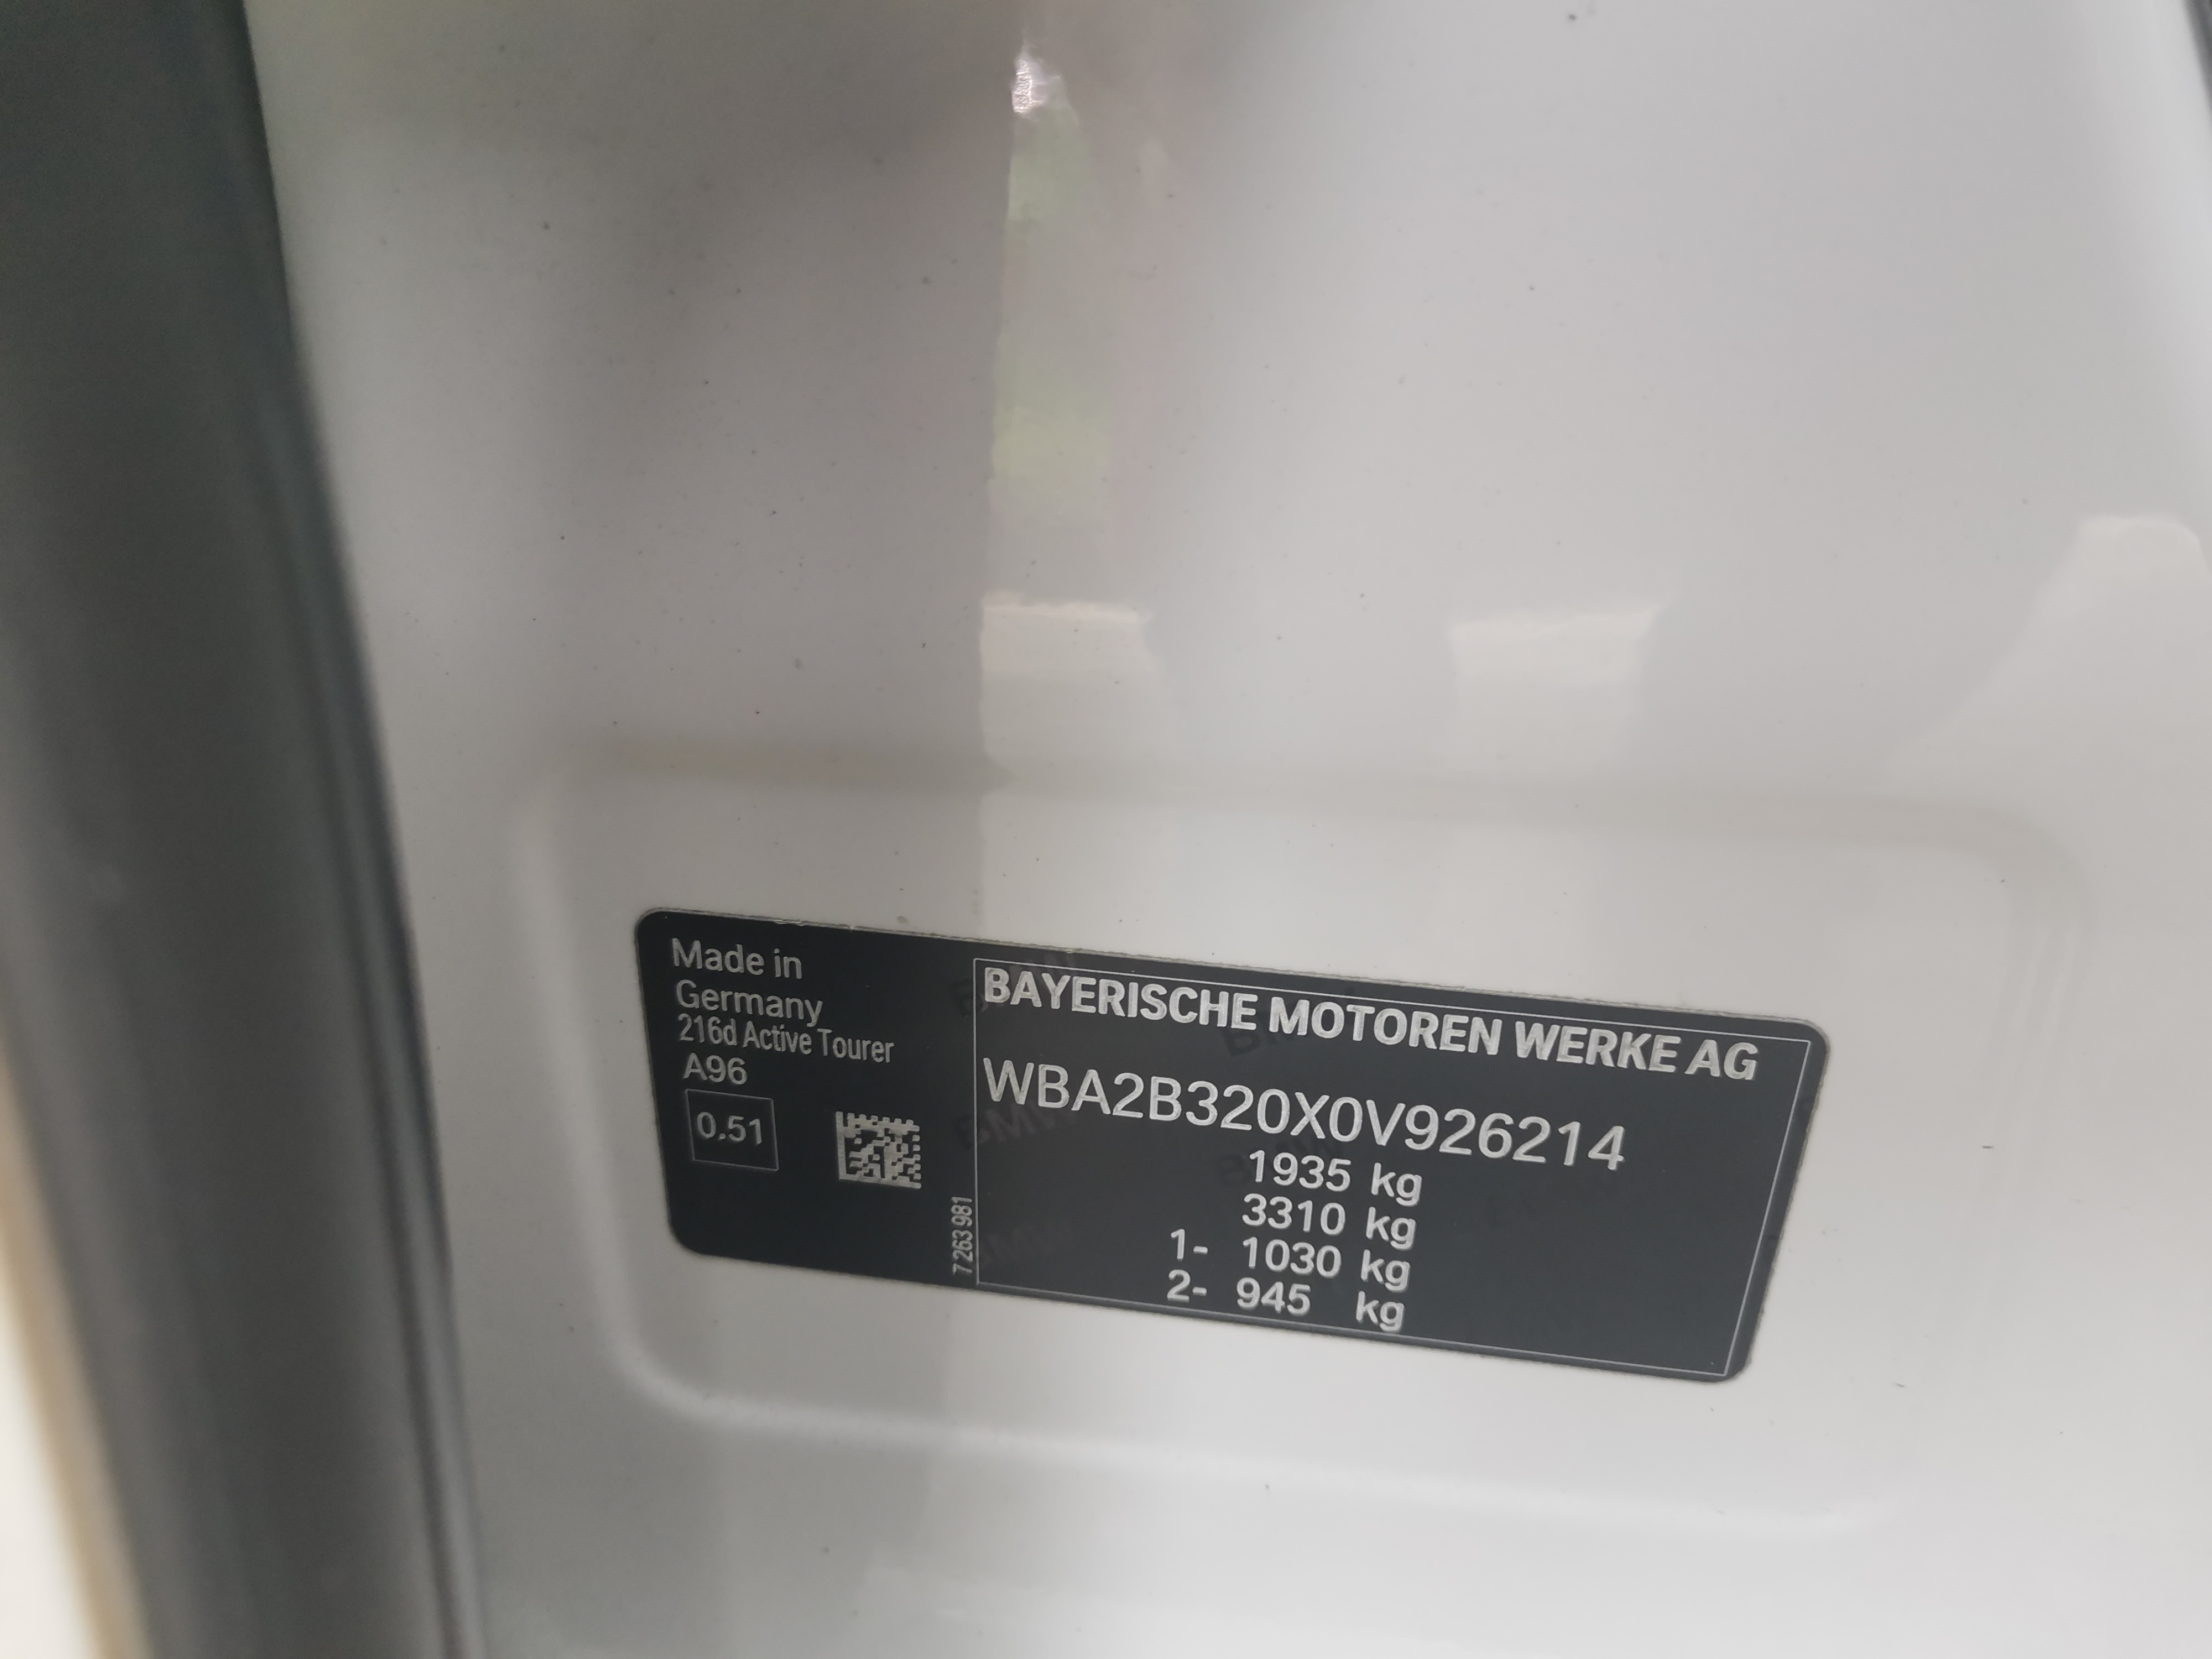 Made in
Germany
216d Active Tourer
A96
0.51
7 263 981
BAYERISCHE MOTOREN WERKE AG
WBA2B320X0V926214
1935 kg
3310 kg
1- 1030 kg
2- 945 kg